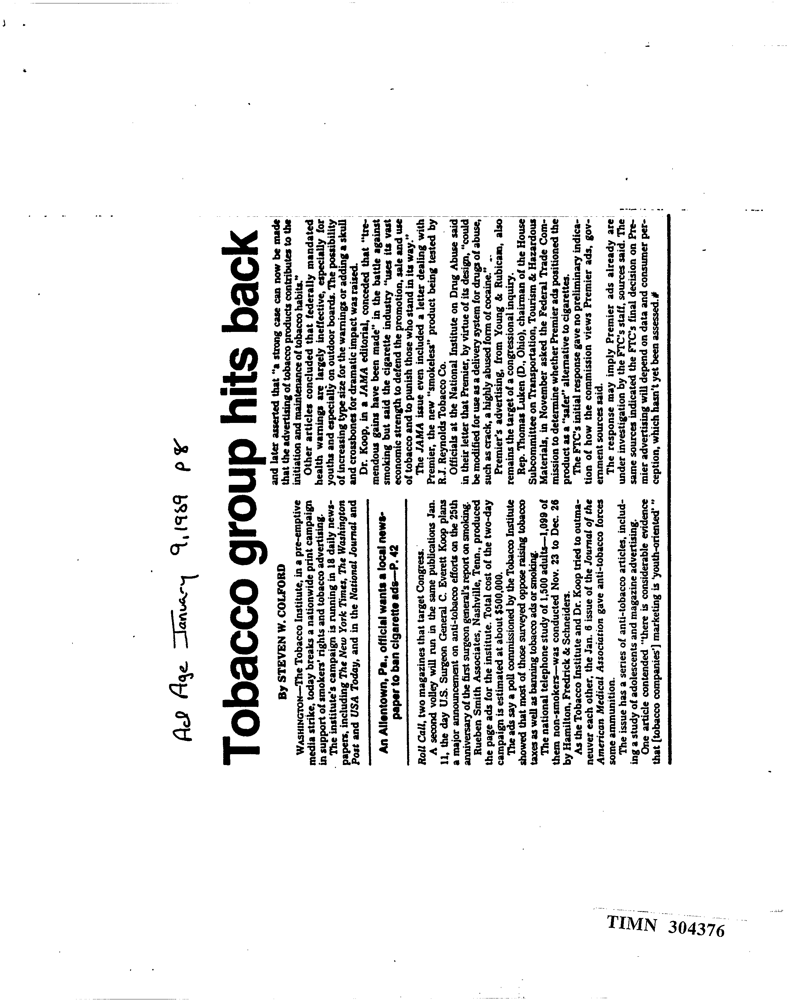 Ad Age January 9, 1989 p 8
Tobacco group hits back
By STEVEN W. COLFORD
WASHINGTON—The Tobacco Institute, in a pre-emptive
media strike, today breaks a nationwide print campaign
in support of smokers' rights and tobacco advertising.
The institute's campaign is running in 18 daily news-
papers, including The New York Times, The Washington
Post and USA Today, and in the National Journal and
An Allentown, Pa., official wants a local news-
paper to ban cigarette ads—P. 42
Roll Call, two magazines that target Congress.
A second volley will run in the same publications Jan.
11, the day U.S. Surgeon General C. Everett Koop plans
a major announcement on anti-tobacco efforts on the 25th
anniversary of the first surgeon general's report on smoking.
Rueben Smith Associates, Nashville, Tenn., produced
the page ads for the institute. Total cost of the two-day
campaign is estimated at about $500,000.
The ads say a poll commissioned by the Tobacco Institute
showed that most of those surveyed oppose raising tobacco
taxes as well as banning tobacco ads or smoking.
The national telephone study of 1,500 adults—1,099 of
them non-smokers—was conducted Nov. 23 to Dec. 26
by Hamilton, Fredrick & Schneiders.
As the Tobacco Institute and Dr. Koop tried to outma-
neuver each other, the Jan. 6 issue of the Journal of the
American Medical Association gave anti-tobacco forces
some ammunition.
The issue has a series of anti-tobacco articles, includ-
ing a study of adolescents and magazine advertising.
One article contended "there is considerable evidence
that [tobacco companies'] marketing is 'youth-oriented'"
and later asserted that "a strong case can now be made
that the advertising of tobacco products contributes to the
initiation and maintenance of tobacco habits."
Other articles concluded that federally mandated
health warnings are largely ineffective, especially for
youths and especially on outdoor boards. The possibility
of increasing type size for the warnings or adding a skull
and crossbones for dramatic impact was raised.
Dr. Koop, in a JAMA editorial, conceded that "tre-
mendous gains have been made" in the battle against
smoking but said the cigarette industry "uses its vast
economic strength to defend the promotion, sale and use
of tobacco and to punish those who stand in its way."
The JAMA issue even included a letter dealing with
Premier, the new "smokeless" product being tested by
R.J. Reynolds Tobacco Co.
Officials at the National Institute on Drug Abuse said
in their letter that Premier, by virtue of its design, "could
be modified for use as a delivery system for drugs of abuse,
such as crack, a highly abused form of cocaine."
Premier's advertising, from Young & Rubicam, also
remains the target of a congressional inquiry.
Rep. Thomas Luken (D., Ohio), chairman of the House
Subcommittee on Transportation, Tourism & Hazardous
Materials, in November asked the Federal Trade Com-
mission to determine whether Premier ads positioned the
product as a "safer" alternative to cigarettes.
The FTC's initial response gave no preliminary indica-
tion of how the commission views Premier ads, gov-
ernment sources said.
The response may imply Premier ads already are
under investigation by the FTC's staff, sources said. The
same sources indicated the FTC's final decision on Pre-
mier advertising will depend on data and consumer per-
ception, which hasn't yet been assessed.#
TIMN 304376